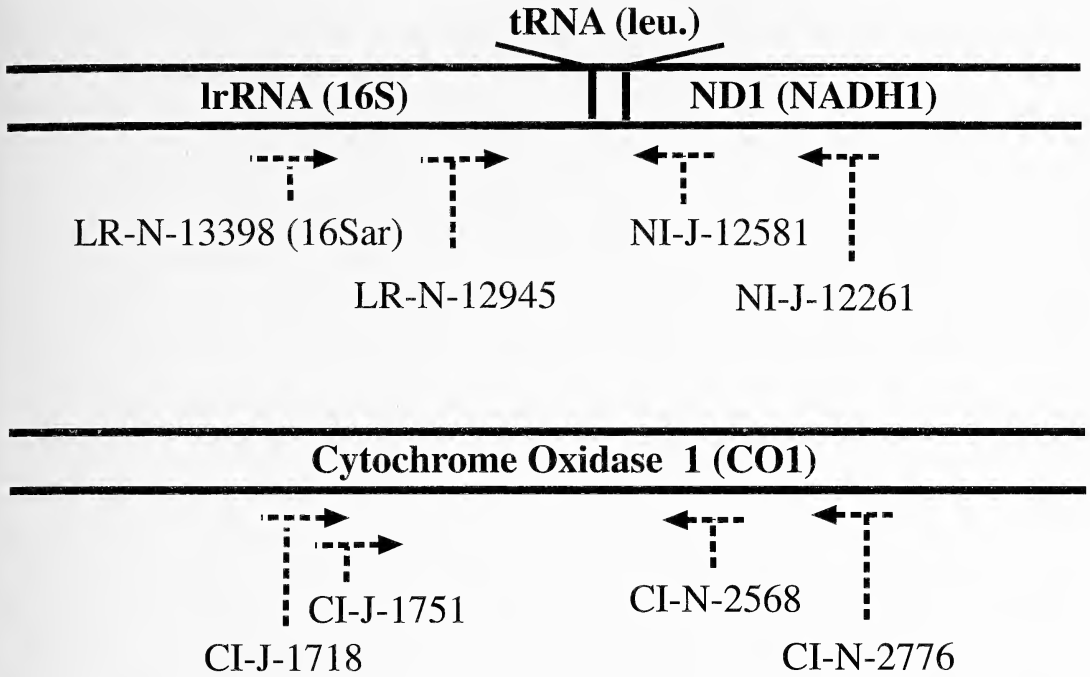 tRNA (leu.)
lrRNA (16S) ND1 (NADH1)
LR-N-13398 (16Sar) NI-J-12581
LR-N-12945 NI-J-12261
Cytochrome Oxidase 1 (CO1)
CI-J-1751 CI-N-2568
CI-J-1718 CI-N-2776